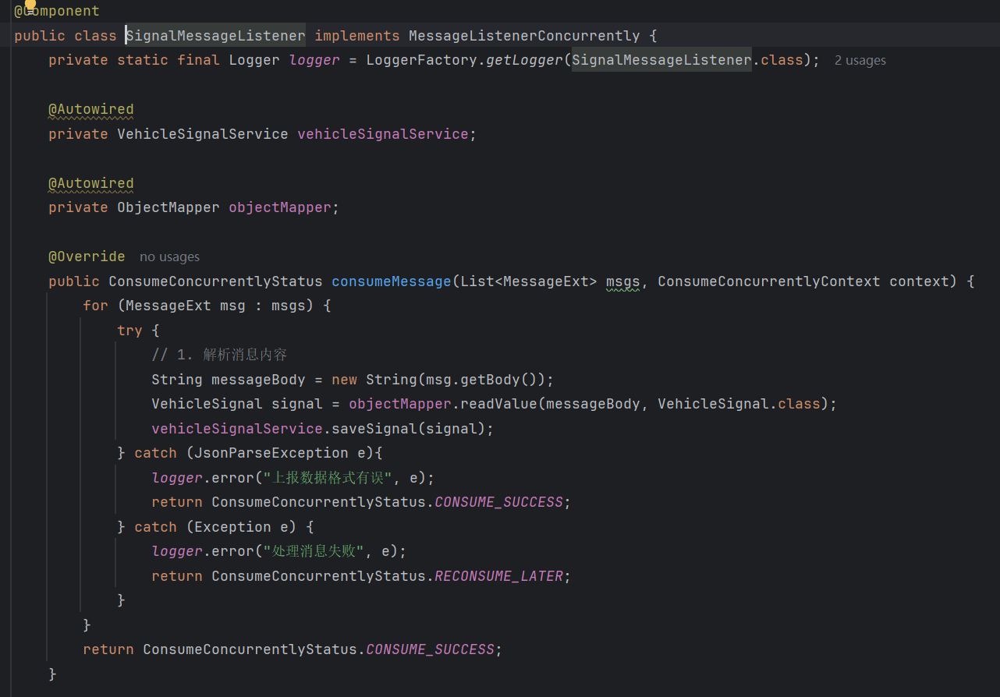 @Component
public class SignalMessageListener implements MessageListenerConcurrently {
    private static final Logger logger = LoggerFactory.getLogger(SignalMessageListener.class); 2 usages
    @Autowired
    private VehicleSignalService vehicleSignalService;
    @Autowired
    private ObjectMapper objectMapper;
    @Override no usages
    public ConsumeConcurrentlyStatus consumeMessage(List<MessageExt> msgs, ConsumeConcurrentlyContext context) {
        for (MessageExt msg : msgs) {
            try {
                // 1. 解析消息内容
                String messageBody = new String(msg.getBody());
                VehicleSignal signal = objectMapper.readValue(messageBody, VehicleSignal.class);
                vehicleSignalService.saveSignal(signal);
            } catch (JsonParseException e){
                logger.error("上报数据格式有误", e);
                return ConsumeConcurrentlyStatus.CONSUME_SUCCESS;
            } catch (Exception e) {
                logger.error("处理消息失败", e);
                return ConsumeConcurrentlyStatus.RECONSUME_LATER;
            }
        }
        return ConsumeConcurrentlyStatus.CONSUME_SUCCESS;
    }